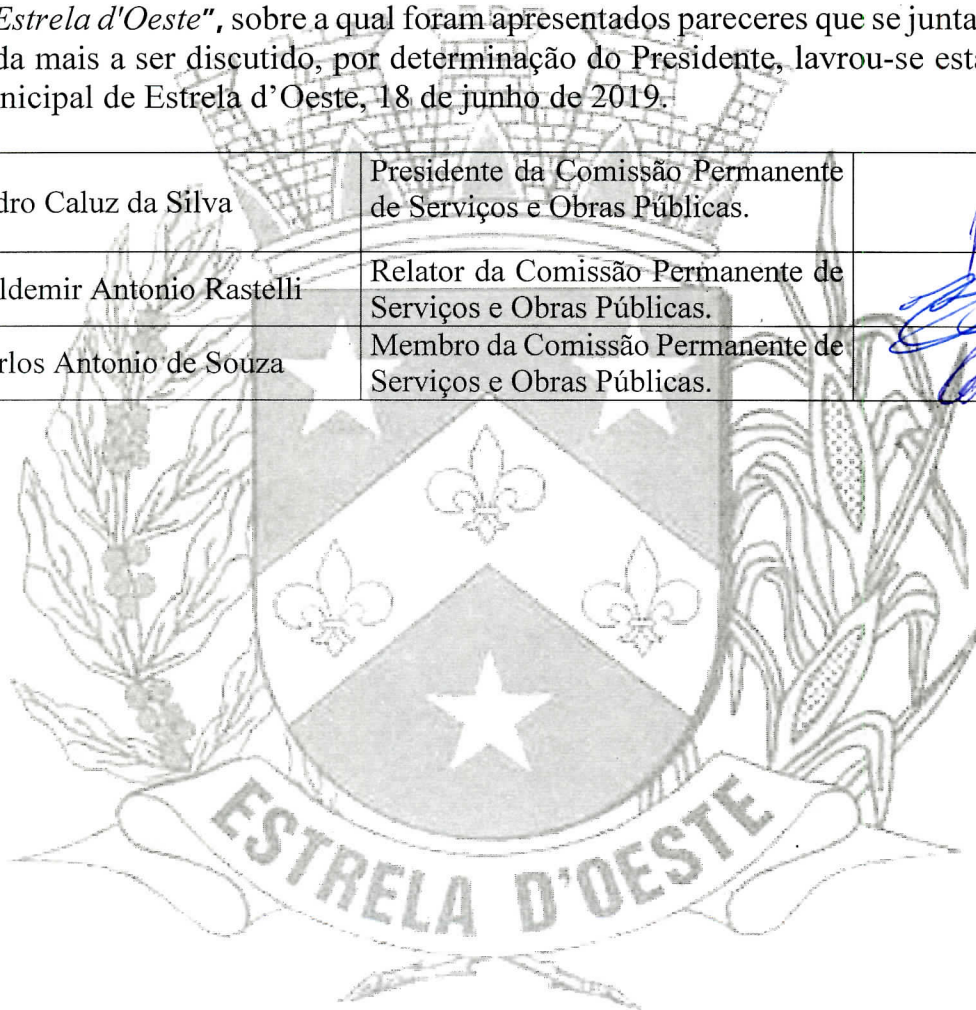 Estrela d'Oeste", sobre a qual foram apresentados pareceres que se junta
da mais a ser discutido, por determinação do Presidente, lavrou-se esta
nicipal de Estrela d'Oeste, 18 de junho de 2019.
dro Caluz da Silva
Presidente da Comissão Permanente
de Serviços e Obras Públicas.
ldemir Antonio Rastelli
Relator da Comissão Permanente de
Serviços e Obras Públicas.
rlos Antonio de Souza
Membro da Comissão Permanente de
Serviços e Obras Públicas.
ESTRELA D'OESTE